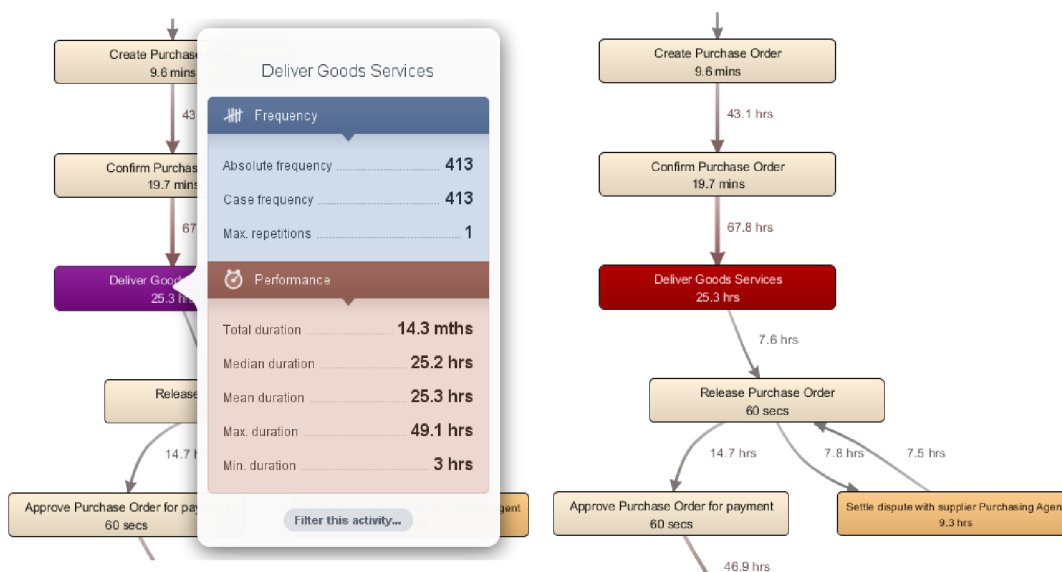 Create Purchase
9.6 mins
43
Confirm Purchas
19.7 mins
67
Deliver Goods
25.3 hrs
Release
14.7 h
Approve Purchase Order for pay
60 secs
gent
Deliver Goods Services
Frequency
Absolute frequency 413
Case frequency 413
Max. repetitions 1
Performance
Total duration 14.3 mths
Median duration 25.2 hrs
Mean duration 25.3 hrs
Max. duration 49.1 hrs
Min. duration 3 hrs
Filter this activity...
Create Purchase Order
9.6 mins
43.1 hrs
Confirm Purchase Order
19.7 mins
67.8 hrs
Deliver Goods Services
25.3 hrs
7.6 hrs
Release Purchase Order
60 secs
14.7 hrs
7.8 hrs
7.5 hrs
Approve Purchase Order for payment
60 secs
Settle dispute with supplier Purchasing Agent
9.3 hrs
46.9 hrs